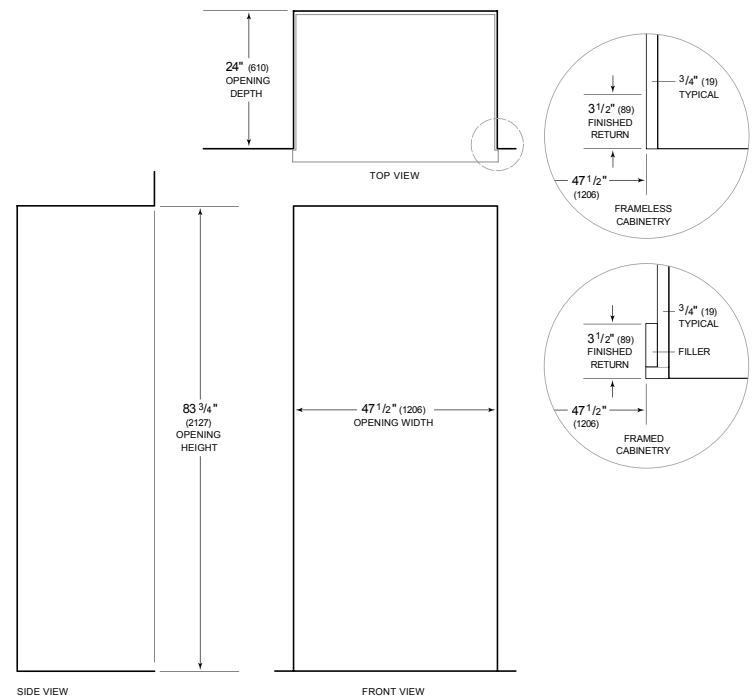 24" (610)
OPENING
DEPTH
TOP VIEW
3/4" (19)
TYPICAL
3 1/2" (89)
FINISHED
RETURN
47 1/2"
(1206)
FRAMELESS
CABINETRY
3/4" (19)
TYPICAL
3 1/2" (89)
FINISHED
RETURN
FILLER
47 1/2"
(1206)
FRAMED
CABINETRY
83 3/4"
(2127)
OPENING
HEIGHT
47 1/2" (1206)
OPENING WIDTH
SIDE VIEW
FRONT VIEW